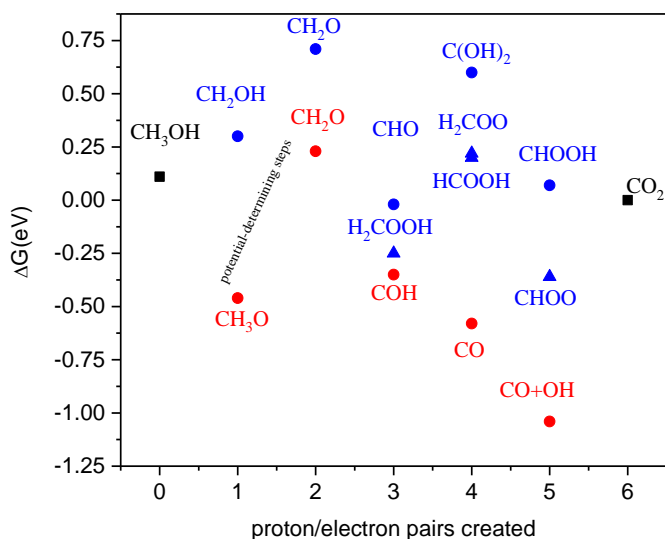 CH₂O
0.75
C(OH)₂
0.50
CH₂OH
CH₂O
CHO
H₂COO
CH₃OH
0.25
HCOOH
CHOOH
CO₂
0.00
H₂COOH
ΔG(eV)
potential-determining steps
-0.25
COH
CHOO
CH₃O
-0.50
CO
-0.75
CO+OH
-1.00
-1.25
0 1 2 3 4 5 6
proton/electron pairs created